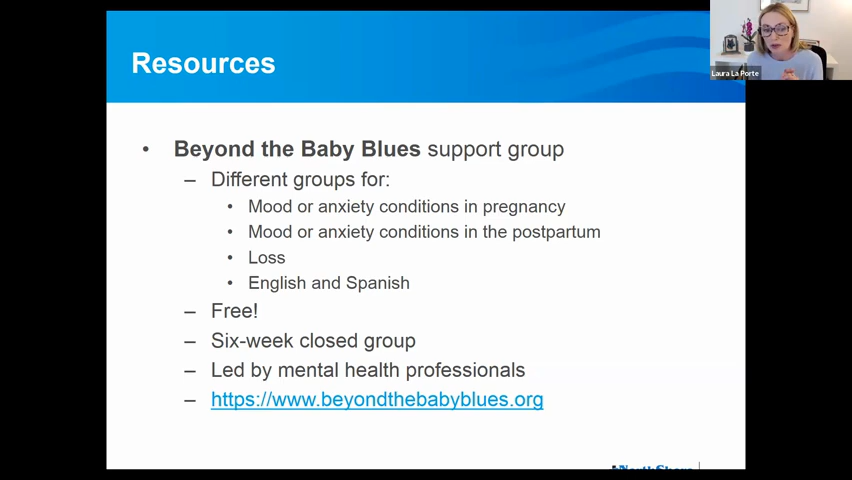 Resources
Laura La Porte
• Beyond the Baby Blues support group
– Different groups for:
• Mood or anxiety conditions in pregnancy
• Mood or anxiety conditions in the postpartum
• Loss
• English and Spanish
– Free!
– Six-week closed group
– Led by mental health professionals
– https://www.beyondthebabyblues.org
NorthShore